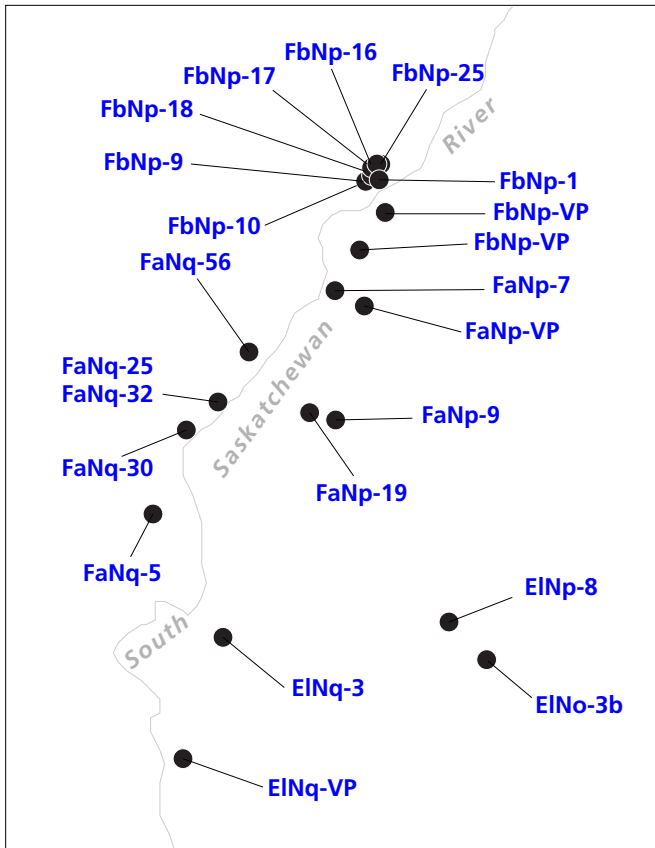 FbNp-16
FbNp-17
FbNp-25
FbNp-18
River
FbNp-9
FbNp-1
FbNp-10
FbNp-VP
FbNp-VP
FaNq-56
FaNp-7
FaNp-VP
FaNq-25
FaNq-32
Saskatchewan
FaNp-9
FaNq-30
FaNp-19
FaNq-5
ElNp-8
South
ElNq-3
ElNo-3b
ElNq-VP